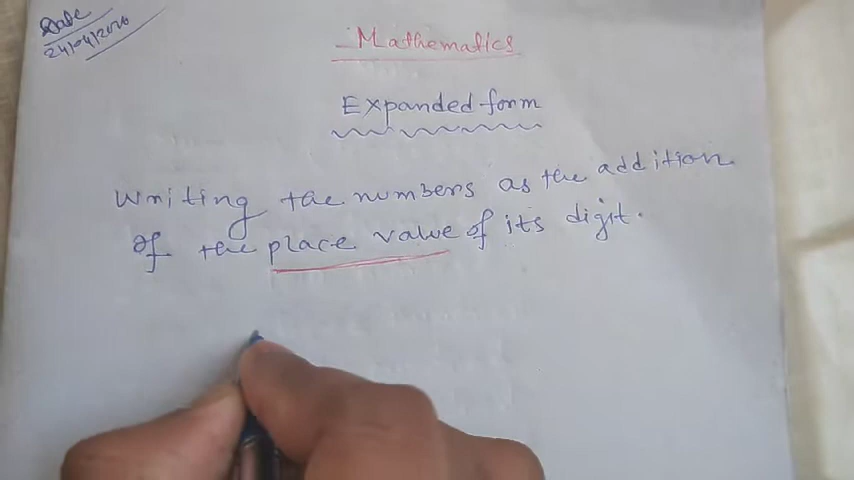 Date
24/04/2020
Mathematics
Expanded form
Writing the numbers as the addition
of the place value of its digit.